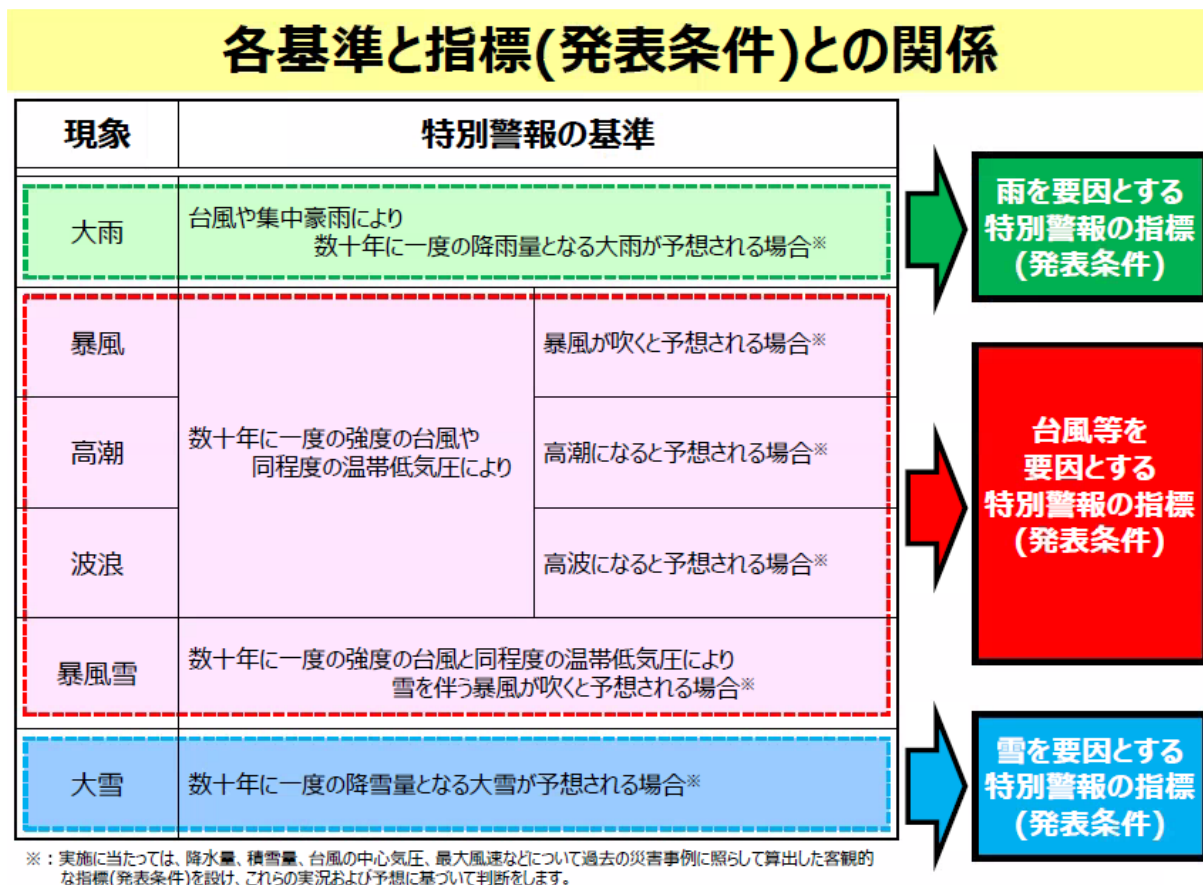 各基準と指標(発表条件)との関係
現象
特別警報の基準
大雨
台風や集中豪雨により
数十年に一度の降雨量となる大雨が予想される場合※
暴風
高潮
波浪
数十年に一度の強度の台風や
同程度の温帯低気圧により
暴風が吹くと予想される場合※
高潮になると予想される場合※
高波になると予想される場合※
暴風雪
数十年に一度の強度の台風と同程度の温帯低気圧により
雪を伴う暴風が吹くと予想される場合※
大雪
数十年に一度の降雪量となる大雪が予想される場合※
雨を要因とする
特別警報の指標
(発表条件)
台風等を
要因とする
特別警報の指標
(発表条件)
雪を要因とする
特別警報の指標
(発表条件)
※：実施に当たっては、降水量、積雪量、台風の中心気圧、最大風速などについて過去の災害事例に照らして算出した客観的
な指標(発表条件)を設け、これらの実況および予想に基づいて判断をします。